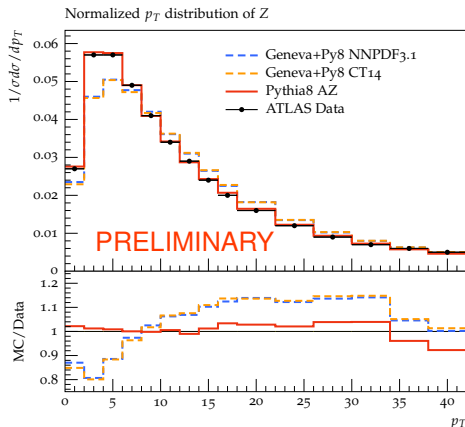 Normalized p_T distribution of Z
1/σdσ/dp_T
0.06
0.05
0.04
0.03
0.02
0.01
0
Geneva+Py8 NNPDF3.1
Geneva+Py8 CT14
Pythia8 AZ
ATLAS Data
PRELIMINARY
MC/Data
1.2
1.1
1
0.9
0.8
0 5 10 15 20 25 30 35 40
p_T